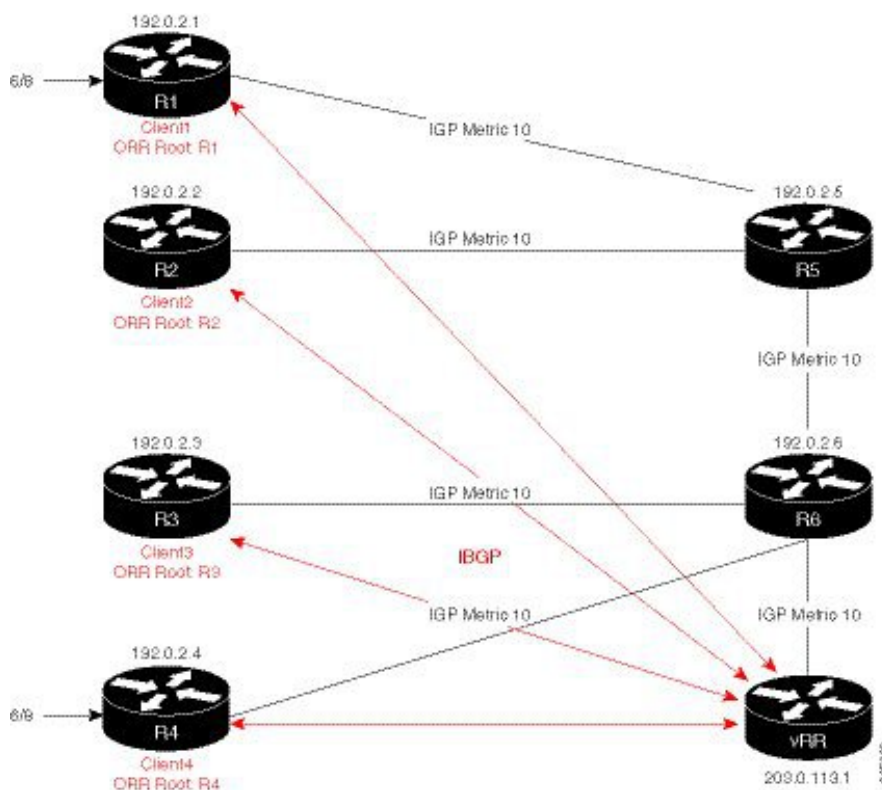 192.0.2.1
6/8
R1
Client1
ORR Root R1
IGP Metric 10
192.0.2.2
R2
Client2
ORR Root R2
IGP Metric 10
192.0.2.5
R5
IGP Metric 10
192.0.2.3
R3
Client3
ORR Root R3
IGP Metric 10
192.0.2.6
R6
IBGP
IGP Metric 10
IGP Metric 10
192.0.2.4
6/8
R4
Client4
ORR Root R4
vRR
203.0.113.1